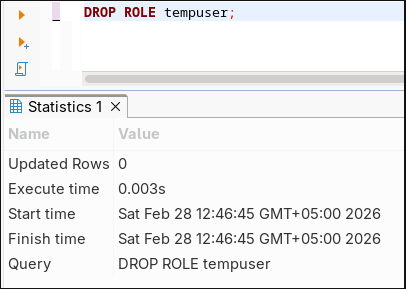 DROP ROLE tempuser;
Statistics 1
Name Value
Updated Rows 0
Execute time 0.003s
Start time Sat Feb 28 12:46:45 GMT+05:00 2026
Finish time Sat Feb 28 12:46:45 GMT+05:00 2026
Query DROP ROLE tempuser